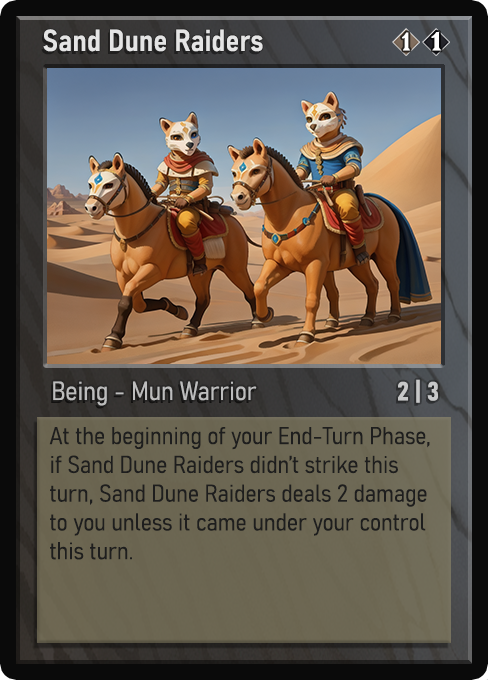 Sand Dune Raiders 1 1
Being - Mun Warrior 2|3
At the beginning of your End-Turn Phase,
if Sand Dune Raiders didn't strike this
turn, Sand Dune Raiders deals 2 damage
to you unless it came under your control
this turn.